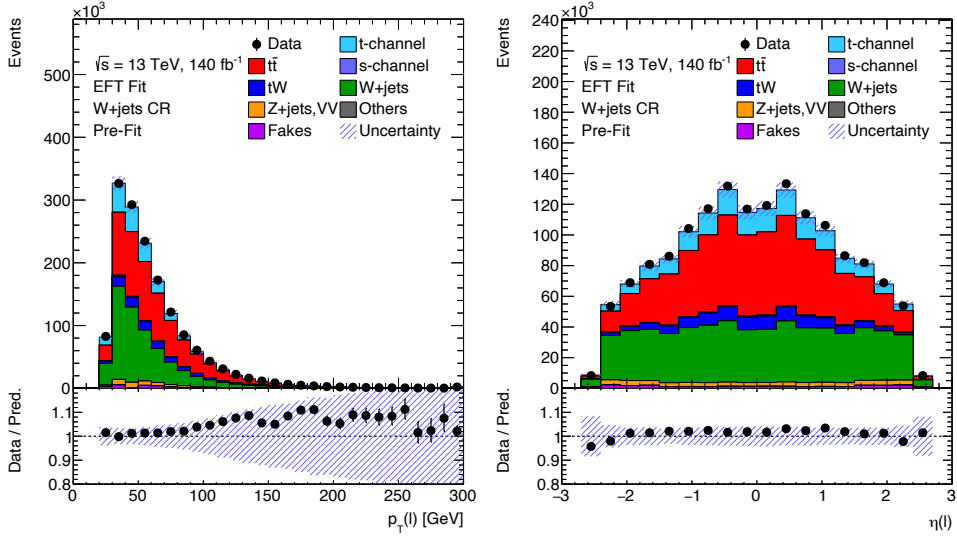 ×10³
Events
500
400
300
200
100
0
√s = 13 TeV, 140 fb⁻¹
EFT Fit
W+jets CR
Pre-Fit
Data
tt̄
tW
Z+jets,VV
Fakes
t-channel
s-channel
W+jets
Others
Uncertainty
Data / Pred.
1.1
1
0.9
0.8
0 50 100 150 200 250 300
p_T(l) [GeV]
×10³
Events
240
220
200
180
160
140
120
100
80
60
40
20
0
√s = 13 TeV, 140 fb⁻¹
EFT Fit
W+jets CR
Pre-Fit
Data
tt̄
tW
Z+jets,VV
Fakes
t-channel
s-channel
W+jets
Others
Uncertainty
Data / Pred.
1.1
1
0.9
0.8
−3 −2 −1 0 1 2 3
η(l)